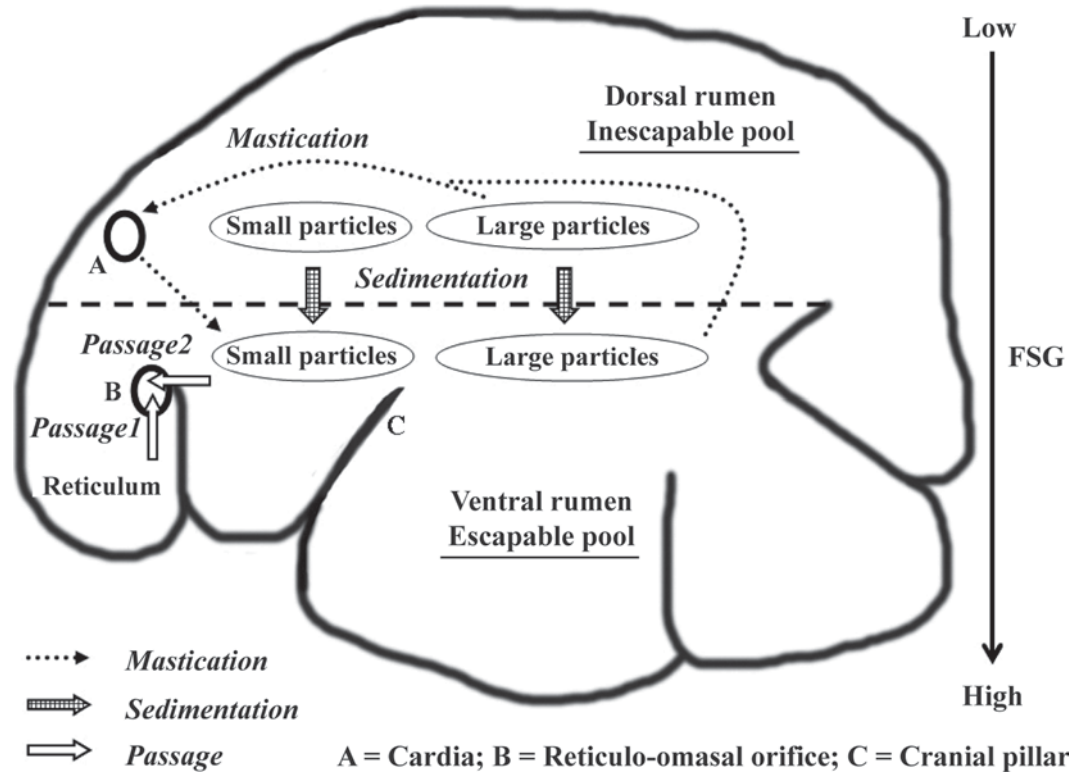 Low
Dorsal rumen
Inescapable pool
Mastication
Small particles
Large particles
A
Sedimentation
Passage2
Small particles
Large particles
FSG
B
Passage1
C
Reticulum
Ventral rumen
Escapable pool
Mastication
Sedimentation
High
Passage
A = Cardia; B = Reticulo-omasal orifice; C = Cranial pillar